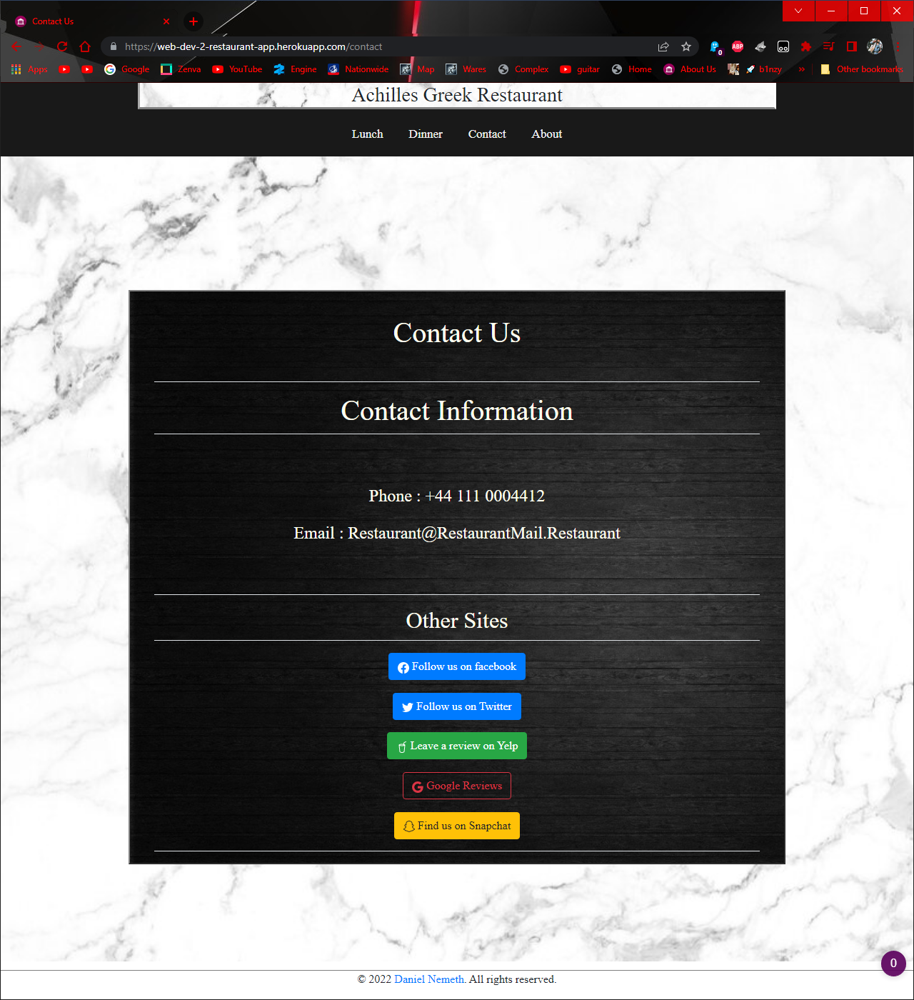 Contact Us
https://web-dev-2-restaurant-app.herokuapp.com/contact
0
ABP
Apps Google Zenva YouTube Engine Nationwide Map Wares Complex guitar Home About Us b1nzy » Other bookmarks
Achilles Greek Restaurant
Lunch Dinner Contact About
Contact Us
Contact Information
Phone : +44 111 0004412
Email : Restaurant@RestaurantMail.Restaurant
Other Sites
Follow us on facebook
Follow us on Twitter
Leave a review on Yelp
Google Reviews
Find us on Snapchat
0
© 2022 Daniel Nemeth. All rights reserved.